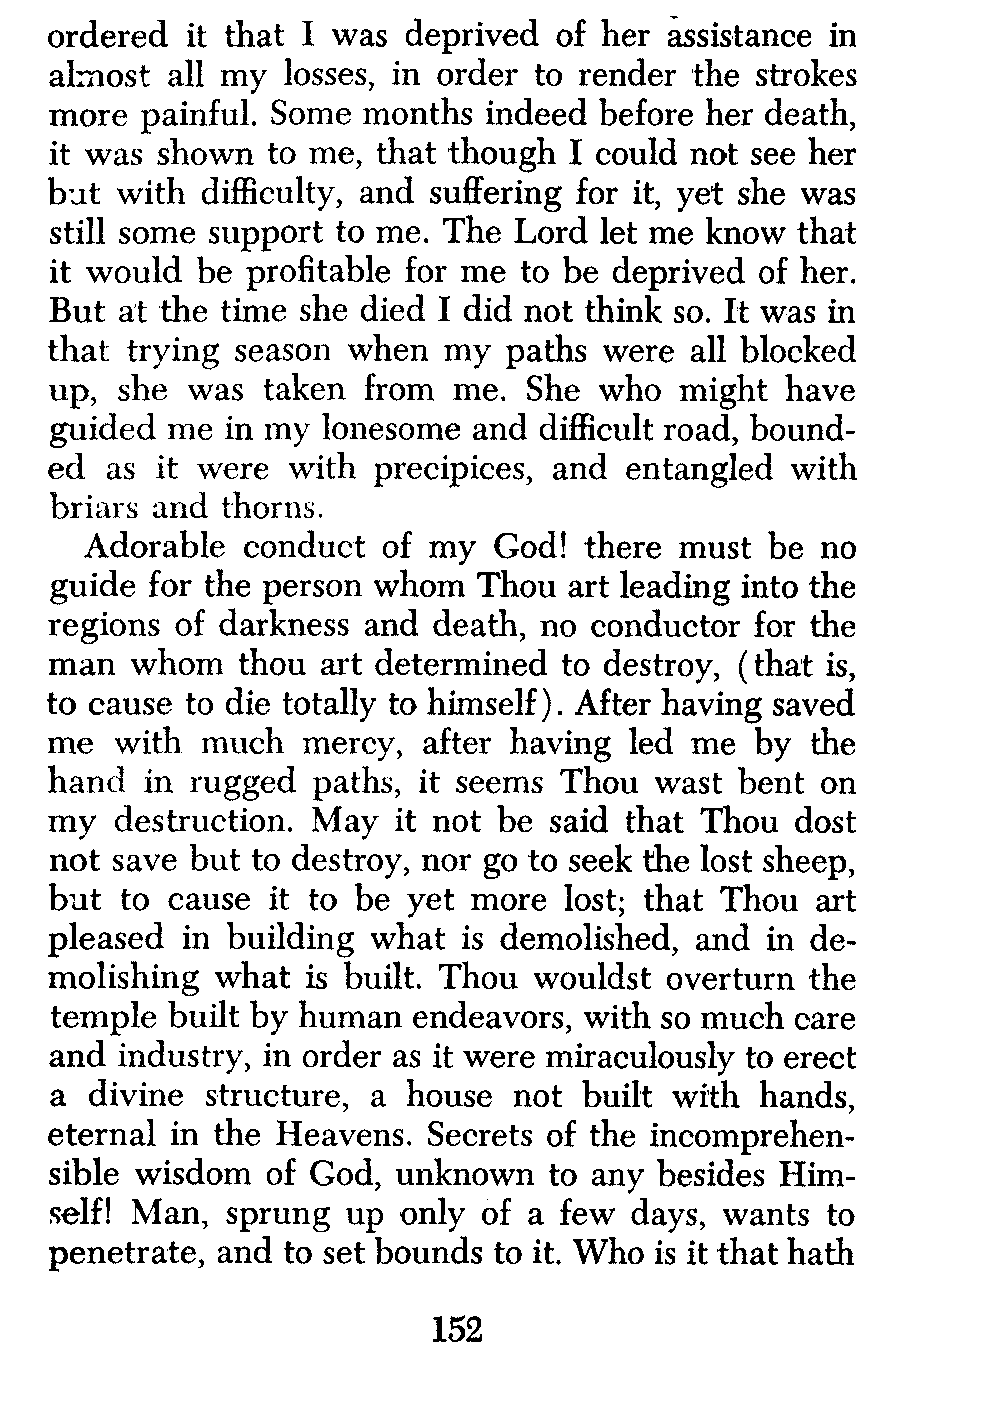 ordered it that I was deprived of her assistance in
almost all my losses, in order to render the strokes
more painful. Some months indeed before her death,
it was shown to me, that though I could not see her
but with difficulty, and suffering for it, yet she was
still some support to me. The Lord let me know that
it would be profitable for me to be deprived of her.
But at the time she died I did not think so. It was in
that trying season when my paths were all blocked
up, she was taken from me. She who might have
guided me in my lonesome and difficult road, bound-
ed as it were with precipices, and entangled with
briars and thorns.
Adorable conduct of my God! there must be no
guide for the person whom Thou art leading into the
regions of darkness and death, no conductor for the
man whom thou art determined to destroy, (that is,
to cause to die totally to himself). After having saved
me with much mercy, after having led me by the
hand in rugged paths, it seems Thou wast bent on
my destruction. May it not be said that Thou dost
not save but to destroy, nor go to seek the lost sheep,
but to cause it to be yet more lost; that Thou art
pleased in building what is demolished, and in de-
molishing what is built. Thou wouldst overturn the
temple built by human endeavors, with so much care
and industry, in order as it were miraculously to erect
a divine structure, a house not built with hands,
eternal in the Heavens. Secrets of the incomprehen-
sible wisdom of God, unknown to any besides Him-
self! Man, sprung up only of a few days, wants to
penetrate, and to set bounds to it. Who is it that hath
152